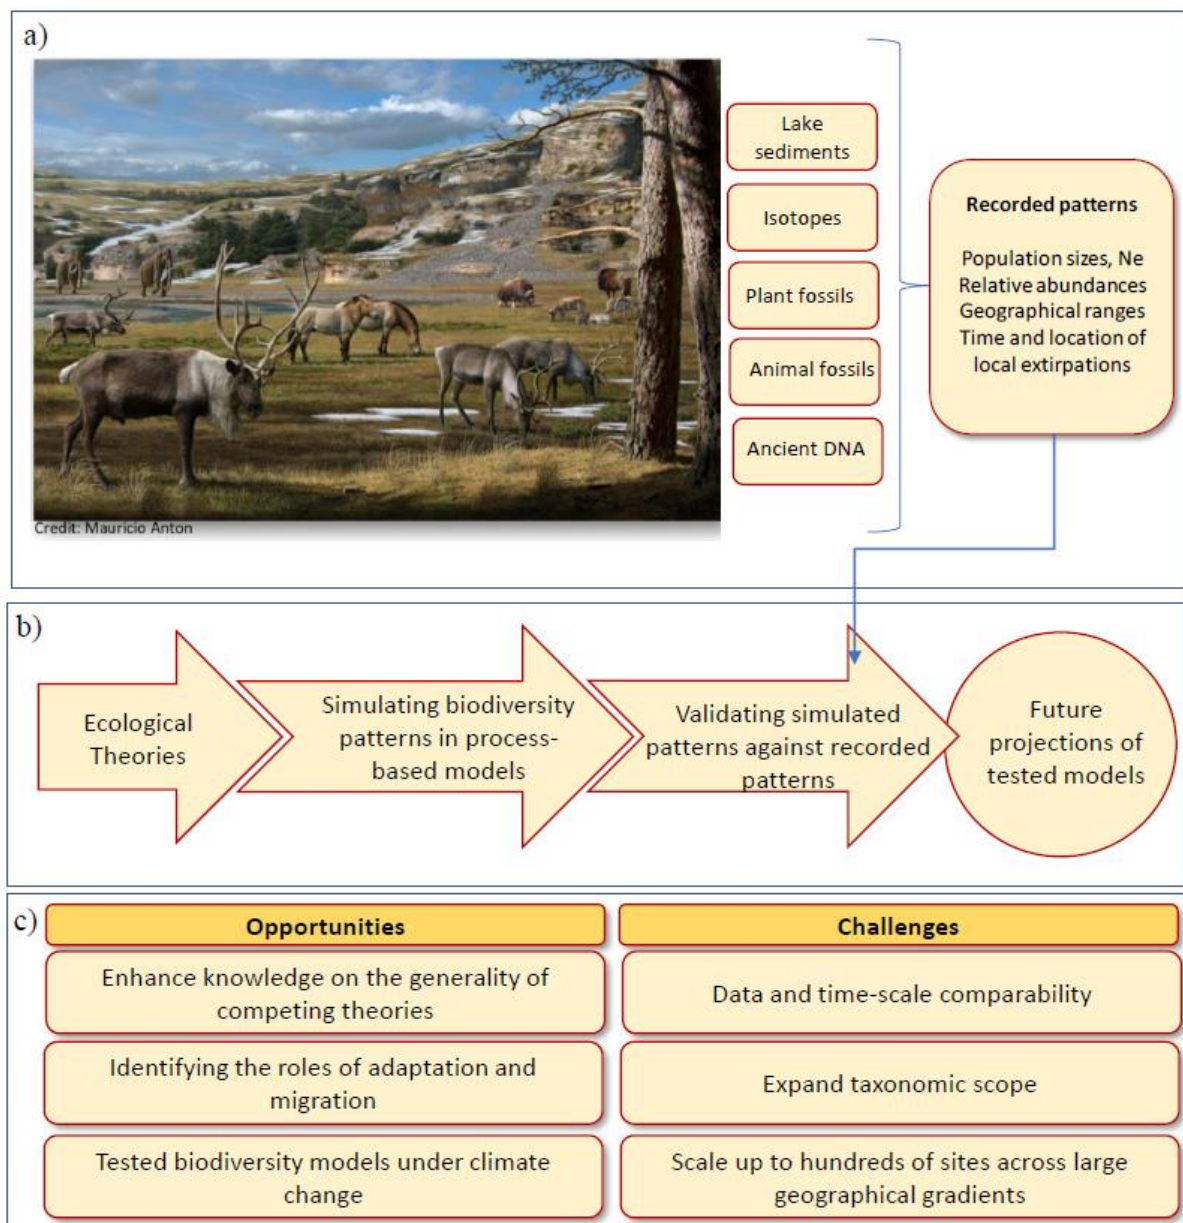 a)
Credit: Mauricio Anton
Lake
sediments
Isotopes
Plant fossils
Animal fossils
Ancient DNA
Recorded patterns
Population sizes, Ne
Relative abundances
Geographical ranges
Time and location of
local extirpations
b)
Ecological
Theories
Simulating biodiversity
patterns in process-
based models
Validating simulated
patterns against recorded
patterns
Future
projections of
tested models
c)
Opportunities
Enhance knowledge on the generality of
competing theories
Identifying the roles of adaptation and
migration
Tested biodiversity models under climate
change
Challenges
Data and time-scale comparability
Expand taxonomic scope
Scale up to hundreds of sites across large
geographical gradients